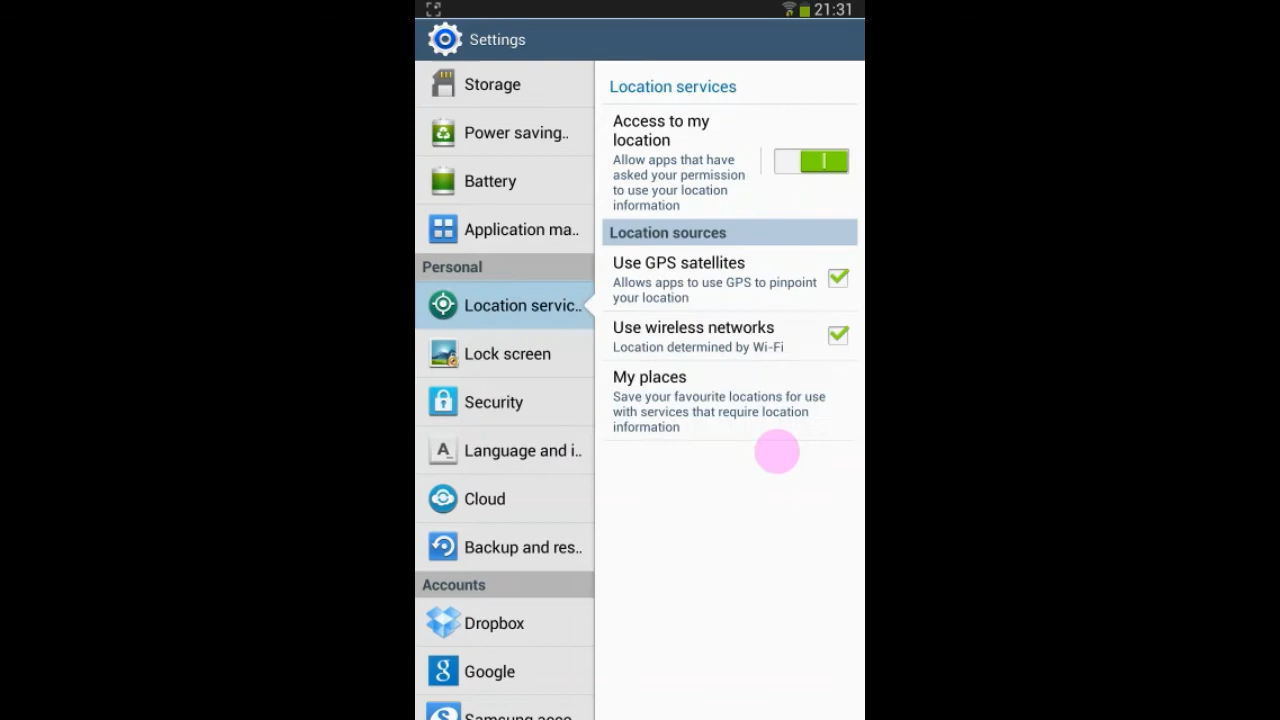 21:31
Settings
Storage
Power saving..
Battery
Application ma..
Personal
Location servic..
Lock screen
Security
Language and i..
Cloud
Backup and res..
Accounts
Dropbox
Google
Samsung acco..
Location services
Access to my
location
Allow apps that have
asked your permission
to use your location
information
Location sources
Use GPS satellites
Allows apps to use GPS to pinpoint
your location
Use wireless networks
Location determined by Wi-Fi
My places
Save your favourite locations for use
with services that require location
information